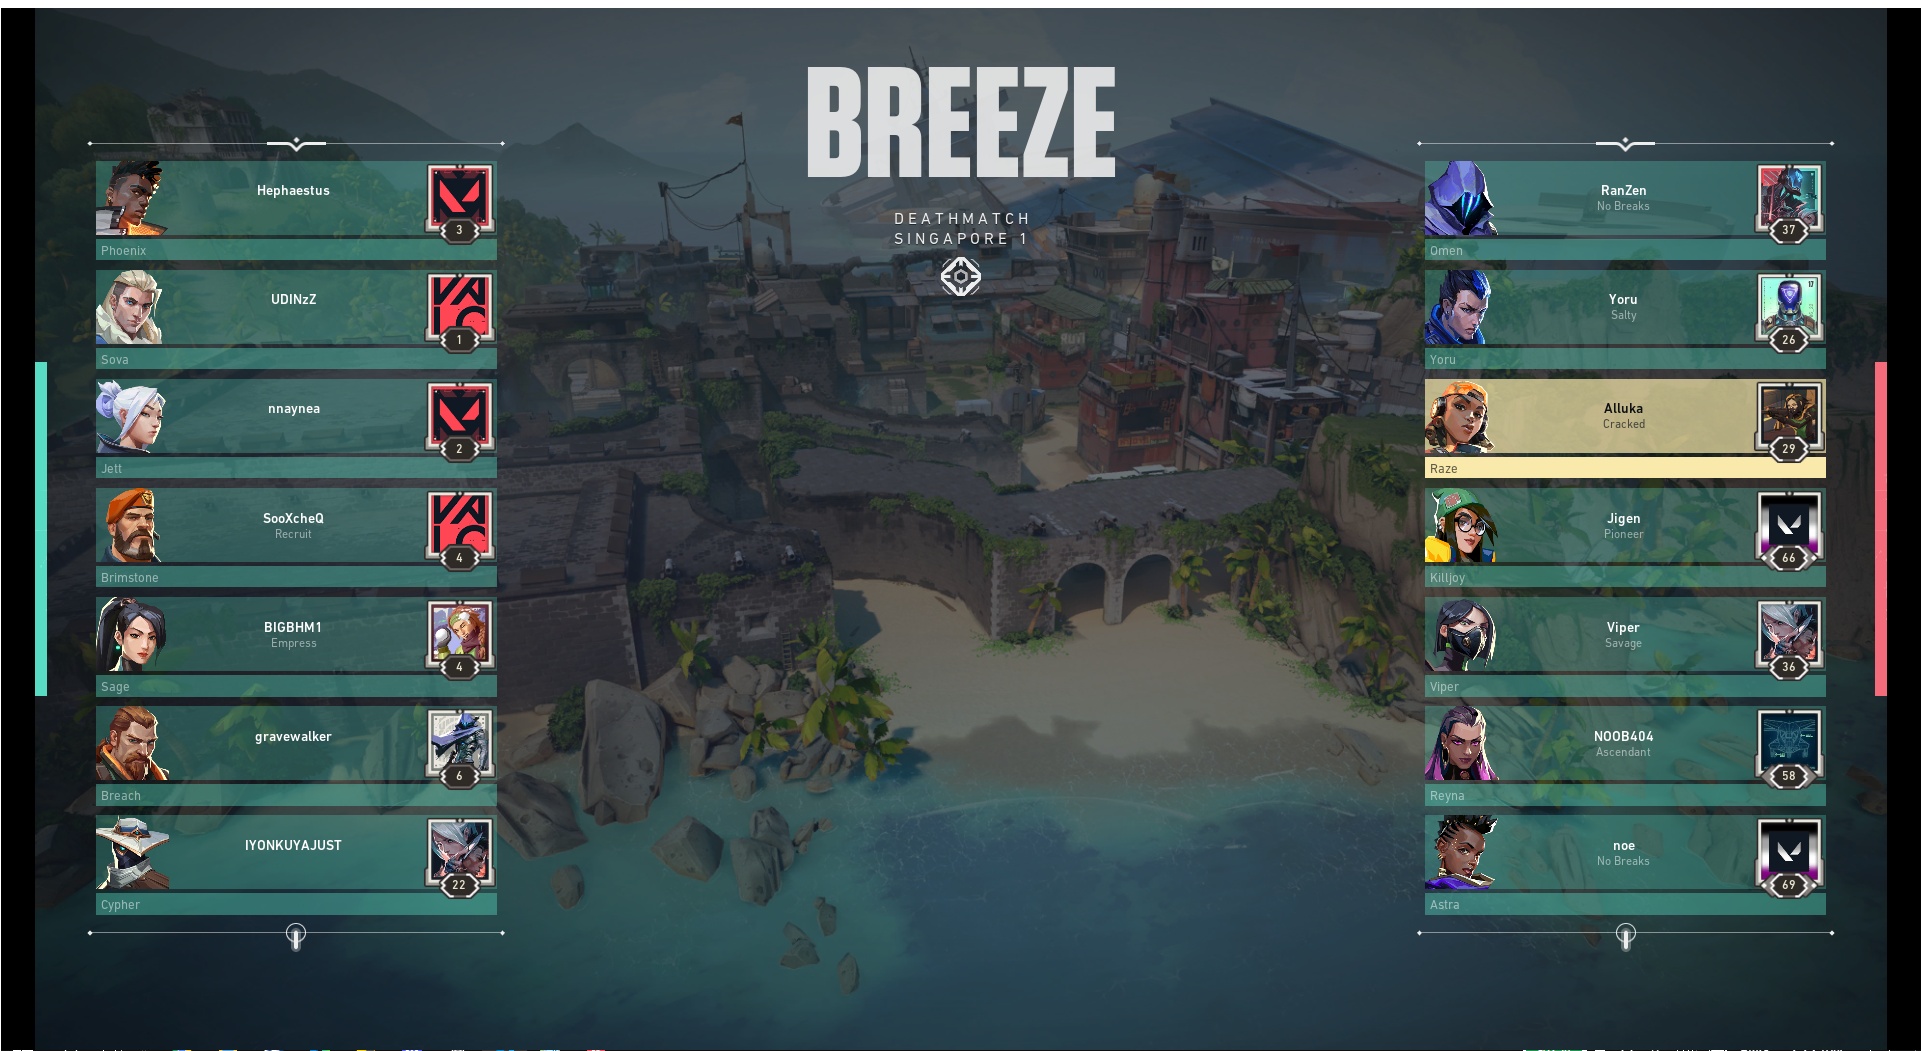 BREEZE
DEATHMATCH
SINGAPORE 1
Hephaestus
3
Phoenix
UDINzZ
1
Sova
nnaynea
2
Jett
SooXcheQ
Recruit
4
Brimstone
BIGBHM1
Empress
4
Sage
gravewalker
6
Breach
IYONKUYAJUST
22
Cypher
RanZen
No Breaks
37
Omen
Yoru
Salty
17
26
Yoru
Alluka
Cracked
29
Raze
Jigen
Pioneer
66
Killjoy
Viper
Savage
36
Viper
NOOB404
Ascendant
58
Reyna
noe
No Breaks
69
Astra